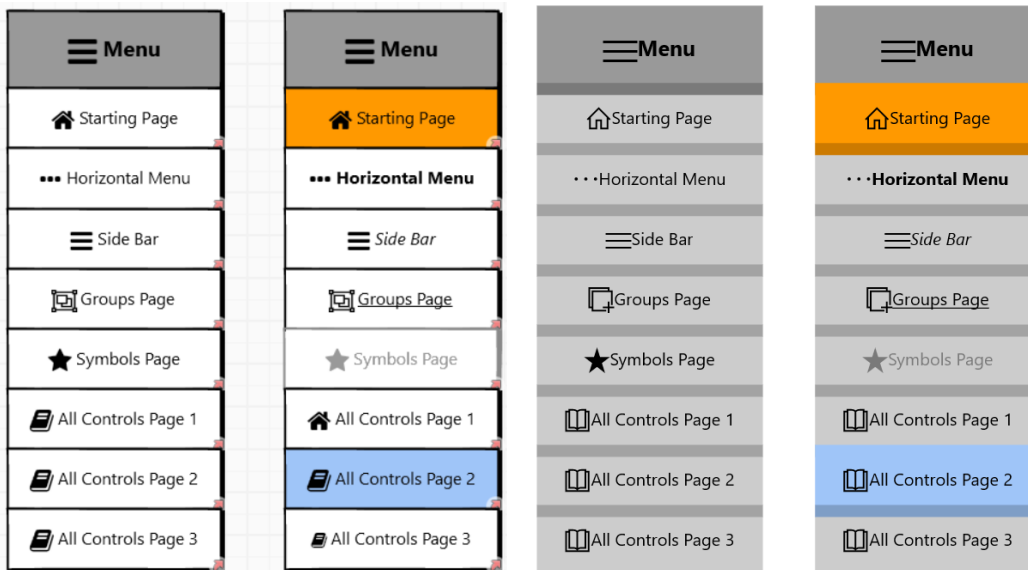 Menu
Starting Page
Horizontal Menu
Side Bar
Groups Page
Symbols Page
All Controls Page 1
All Controls Page 2
All Controls Page 3
Menu
Starting Page
Horizontal Menu
Side Bar
Groups Page
Symbols Page
All Controls Page 1
All Controls Page 2
All Controls Page 3
Menu
Starting Page
Horizontal Menu
Side Bar
Groups Page
Symbols Page
All Controls Page 1
All Controls Page 2
All Controls Page 3
Menu
Starting Page
Horizontal Menu
Side Bar
Groups Page
Symbols Page
All Controls Page 1
All Controls Page 2
All Controls Page 3